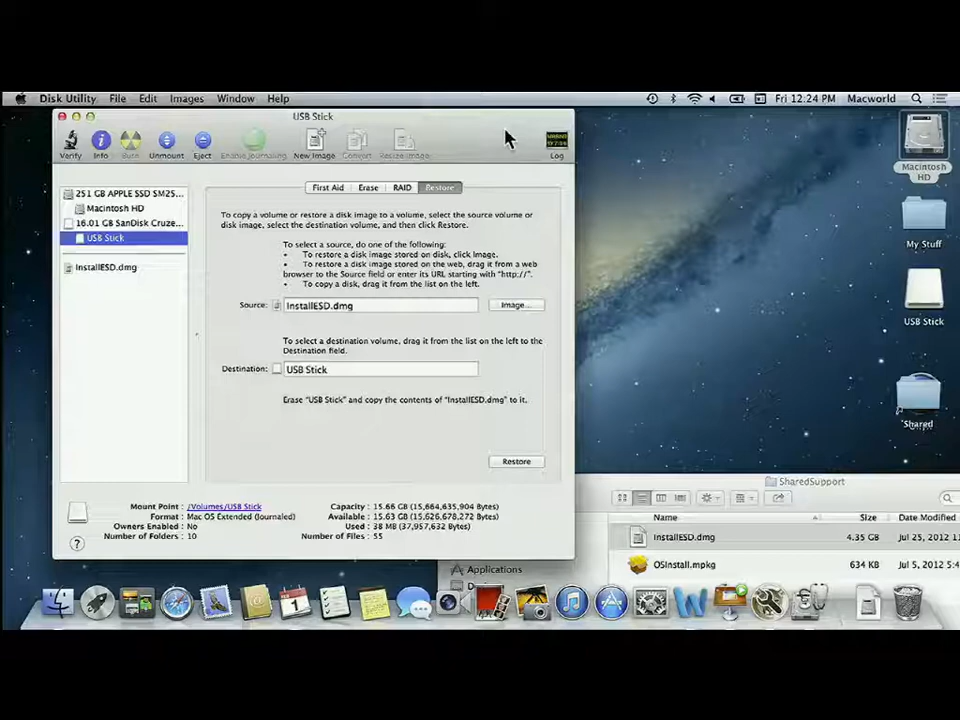 Disk Utility File Edit Images Window Help
Fri 12:24 PM Macworld
USB Stick
Verify Info Burn Unmount Eject Enable Journaling New Image Convert Resize Image Log
251 GB APPLE SSD SM25...
Macintosh HD
16.01 GB SanDisk Cruze...
USB Stick
InstallESD.dmg
First Aid Erase RAID Restore
To copy a volume or restore a disk image to a volume, select the source volume or
disk image, select the destination volume, and then click Restore.
To select a source, do one of the following:
• To restore a disk image stored on disk, click Image.
• To restore a disk image stored on the web, drag it from a web
browser to the Source field or enter its URL starting with "http://".
• To copy a disk, drag it from the list on the left.
Source: InstallESD.dmg Image...
To select a destination volume, drag it from the list on the left to the
Destination field.
Destination: USB Stick
Erase "USB Stick" and copy the contents of "InstallESD.dmg" to it.
Restore
Mount Point : /Volumes/USB Stick
Format : Mac OS Extended (Journaled)
Owners Enabled : No
Number of Folders : 10
Capacity : 15.66 GB (15,664,635,904 Bytes)
Available : 15.63 GB (15,626,678,272 Bytes)
Used : 38 MB (37,957,632 Bytes)
Number of Files : 55
?
Macintosh
HD
My Stuff
USB Stick
Shared
SharedSupport
Name Size Date Modified
InstallESD.dmg 4.35 GB Jul 25, 2012 1
OSInstall.mpkg 634 KB Jul 5, 2012 5
Applications
FEB
1